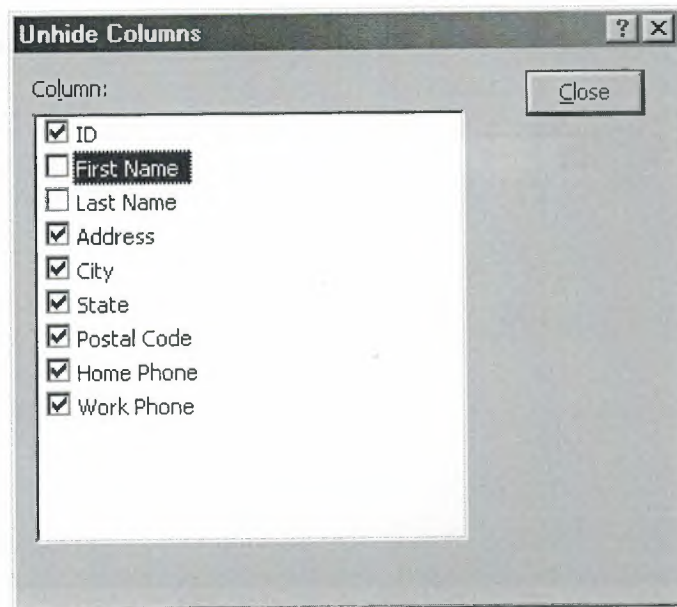 Unhide Columns
Column:
Close
ID
First Name
Last Name
Address
City
State
Postal Code
Home Phone
Work Phone